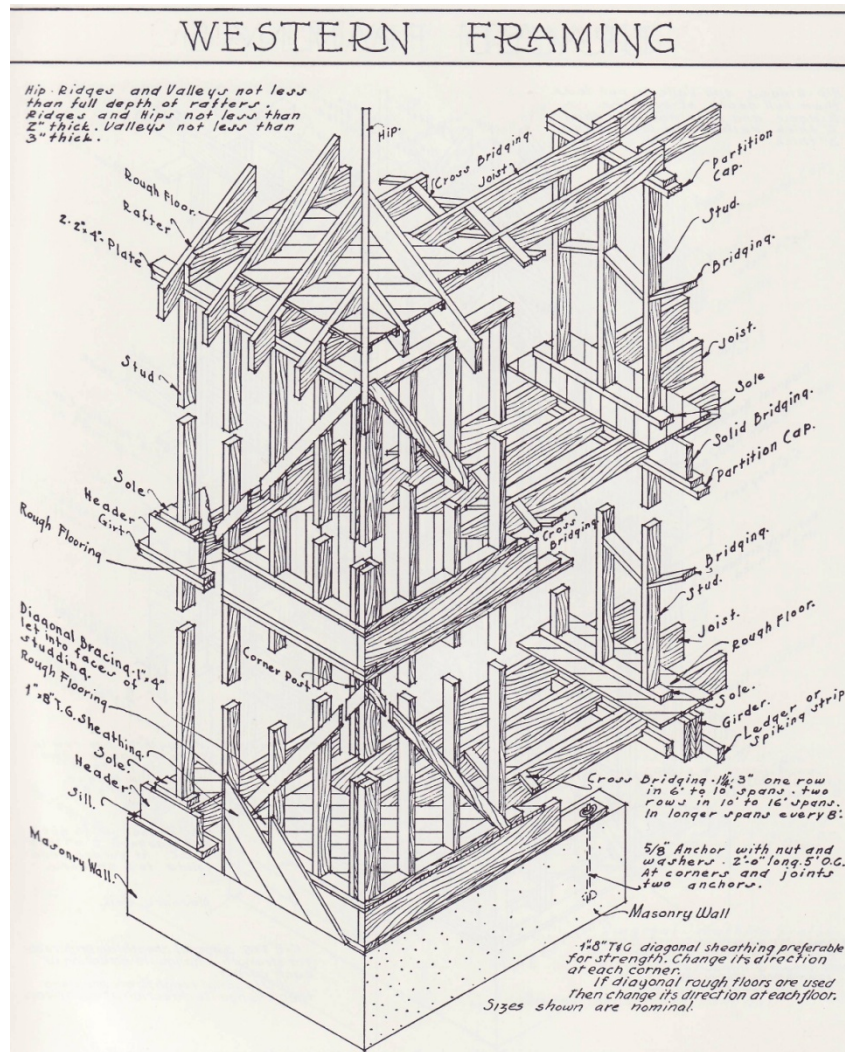 WESTERN FRAMING
Hip-Ridges and Valleys not less
than full depth of rafters.
Ridges and Hips not less than
2" thick. Valleys not less than
3" thick.
Hip.
Cross Bridging
Joist.
Partition
Cap.
Rough Floor.
Rafter
2-2"x4" Plate
Stud.
Bridging.
Stud
Joist.
Sole
Solid Bridging.
Partition Cap.
Sole
Header
Girt
Rough Flooring
Cross
Bridging
Bridging
Stud.
Joist.
Rough Floor.
Sole.
Girder.
Ledger or
spiking strip
Diagonal Bracing-1"x4"
let into faces of
studding.
Corner Post
Rough Flooring
1"x8"T.G. Sheathing.
Sole.
Header.
Sill.
Masonry Wall.
Cross Bridging-1¼"x3" one row
in 6' to 10' spans. two
rows in 10' to 16' spans.
In longer spans every 8'.
5/8" Anchor with nut and
washers - 2'-0" long. 5' O.C.
At corners and joints
two anchors.
Masonry Wall
1"x8" T&G diagonal sheathing preferable
for strength. Change its direction
at each corner.
If diagonal rough floors are used
Then change its direction at each floor.
Sizes shown are nominal.